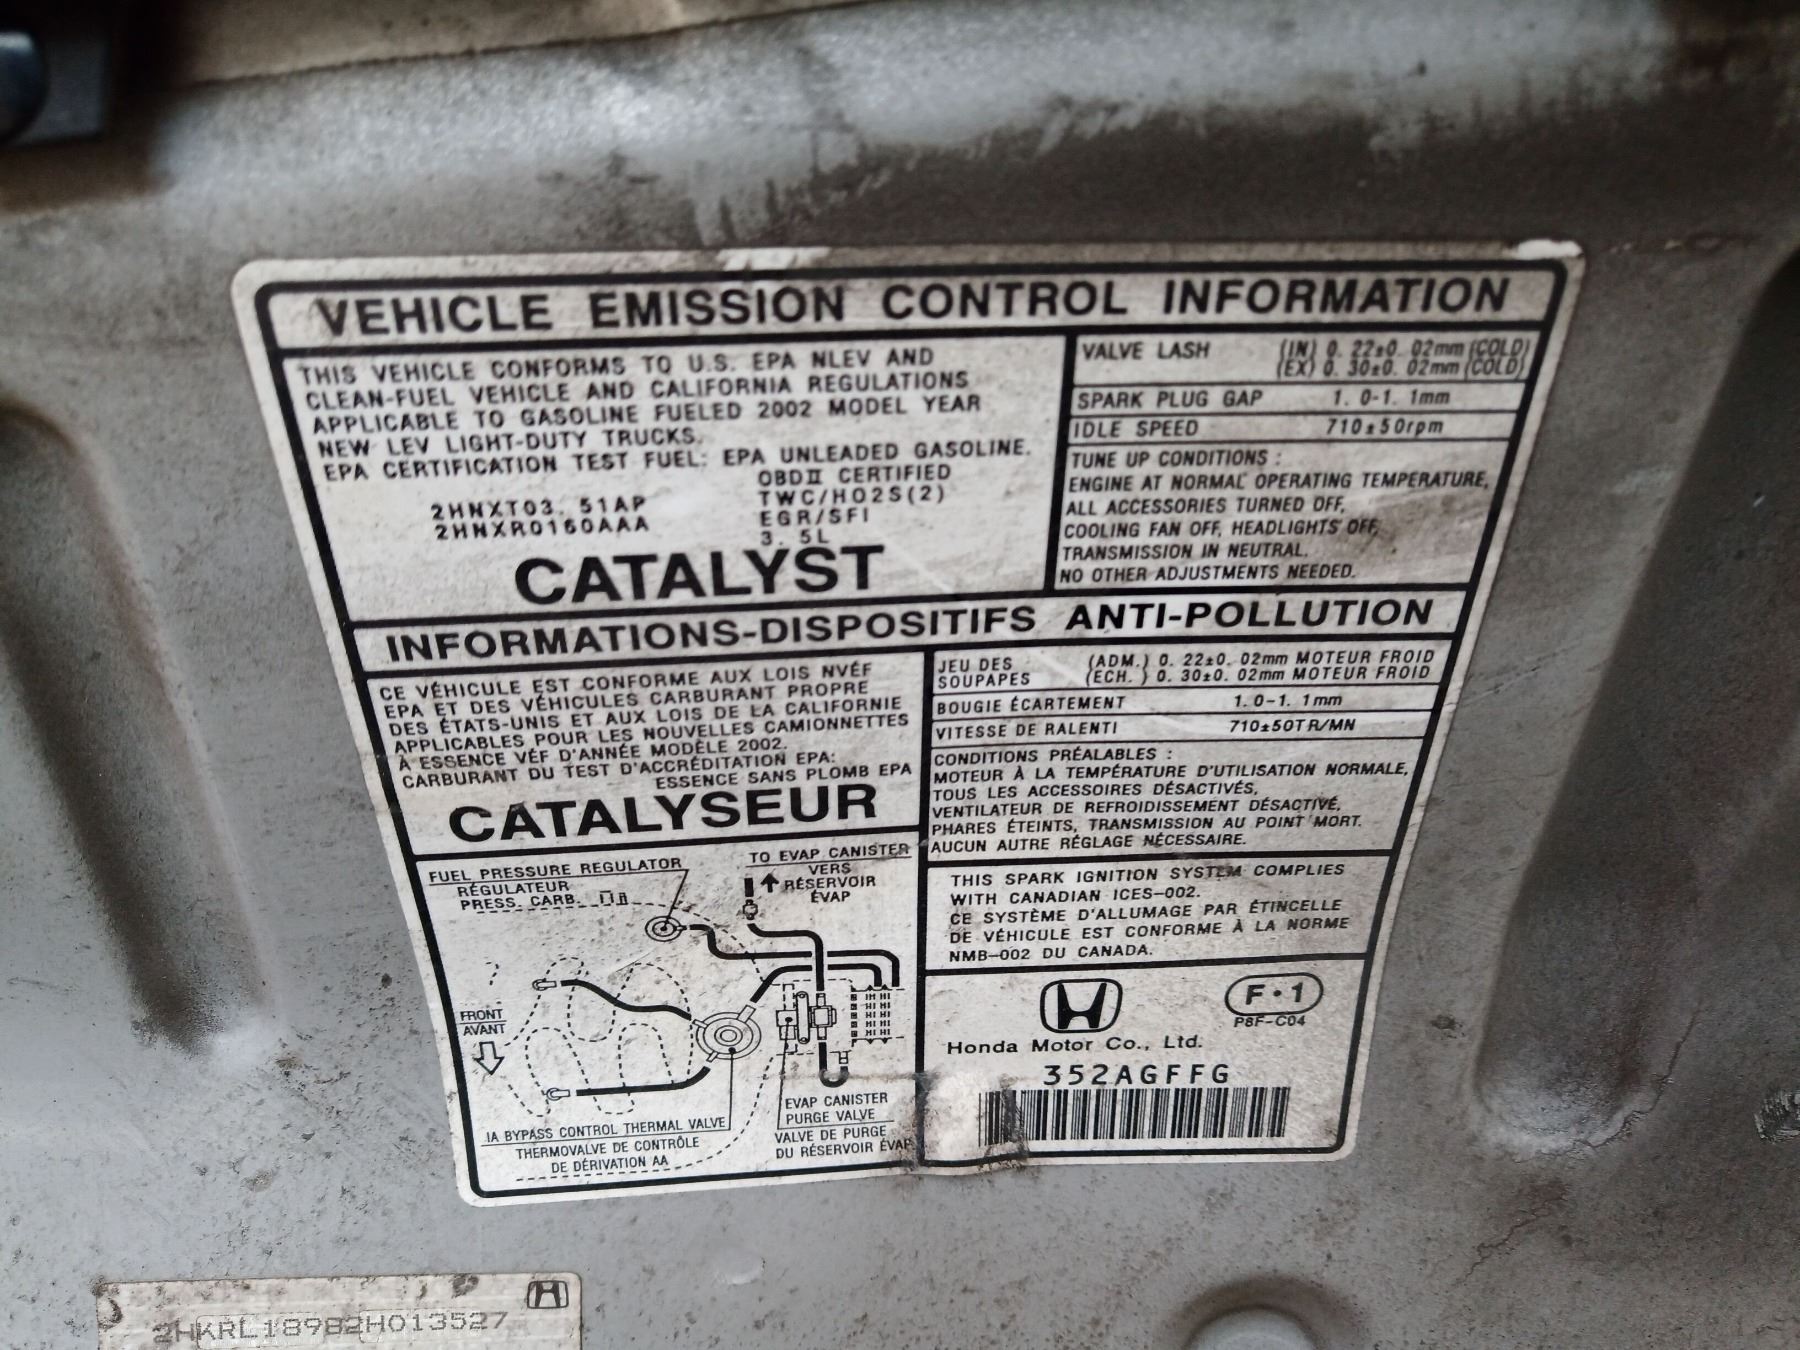 VEHICLE EMISSION CONTROL INFORMATION
THIS VEHICLE CONFORMS TO U.S. EPA NLEV AND
CLEAN-FUEL VEHICLE AND CALIFORNIA REGULATIONS
APPLICABLE TO GASOLINE FUELED 2002 MODEL YEAR
NEW LEV LIGHT-DUTY TRUCKS.
EPA CERTIFICATION TEST FUEL: EPA UNLEADED GASOLINE.
2HNXT03. 51AP
2HNXR0160AAA
OBDⅡ CERTIFIED
TWC/HO2S(2)
EGR/SFI
3. 5L
CATALYST
VALVE LASH (IN) 0. 22±0. 02mm (COLD)
(EX) 0. 30±0. 02mm (COLD)
SPARK PLUG GAP 1. 0-1. 1mm
IDLE SPEED 710±50rpm
TUNE UP CONDITIONS :
ENGINE AT NORMAL OPERATING TEMPERATURE,
ALL ACCESSORIES TURNED OFF,
COOLING FAN OFF, HEADLIGHTS OFF,
TRANSMISSION IN NEUTRAL.
NO OTHER ADJUSTMENTS NEEDED.
INFORMATIONS-DISPOSITIFS ANTI-POLLUTION
CE VÉHICULE EST CONFORME AUX LOIS NVÉF
EPA ET DES VÉHICULES CARBURANT PROPRE
DES ÉTATS-UNIS ET AUX LOIS DE LA CALIFORNIE
APPLICABLES POUR LES NOUVELLES CAMIONNETTES
À ESSENCE VÉF D'ANNÉE MODÈLE 2002.
CARBURANT DU TEST D'ACCRÉDITATION EPA:
ESSENCE SANS PLOMB EPA
CATALYSEUR
JEU DES (ADM.) 0. 22±0. 02mm MOTEUR FROID
SOUPAPES (ECH. ) 0. 30±0. 02mm MOTEUR FROID
BOUGIE ÉCARTEMENT 1. 0-1. 1mm
VITESSE DE RALENTI 710±50TR/MN
CONDITIONS PRÉALABLES :
MOTEUR À LA TEMPÉRATURE D'UTILISATION NORMALE,
TOUS LES ACCESSOIRES DÉSACTIVÉS,
VENTILATEUR DE REFROIDISSEMENT DÉSACTIVÉ,
PHARES ÉTEINTS, TRANSMISSION AU POINT MORT.
AUCUN AUTRE RÉGLAGE NÉCESSAIRE.
FUEL PRESSURE REGULATOR
RÉGULATEUR
PRESS. CARB.
TO EVAP CANISTER
VERS
RÉSERVOIR
ÉVAP
FRONT
AVANT
IA BYPASS CONTROL THERMAL VALVE
THERMOVALVE DE CONTRÔLE
DE DÉRIVATION AA
EVAP CANISTER
PURGE VALVE
VALVE DE PURGE
DU RÉSERVOIR ÉVAP
THIS SPARK IGNITION SYSTEM COMPLIES
WITH CANADIAN ICES-002.
CE SYSTÈME D'ALLUMAGE PAR ÉTINCELLE
DE VÉHICULE EST CONFORME À LA NORME
NMB-002 DU CANADA.
F•1
P8F-C04
Honda Motor Co., Ltd.
352AGFFG
2HKRL18982H013527